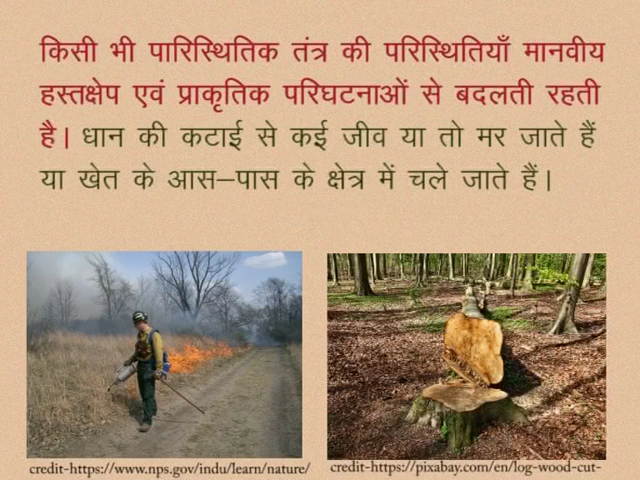 किसी भी पारिस्थितिक तंत्र की परिस्थितियाँ मानवीय
हस्तक्षेप एवं प्राकृतिक परिघटनाओं से बदलती रहती
है। धान की कटाई से कई जीव या तो मर जाते हैं
या खेत के आस–पास के क्षेत्र में चले जाते हैं।
credit-https://www.nps.gov/indu/learn/nature/
credit-https://pixabay.com/en/log-wood-cut-